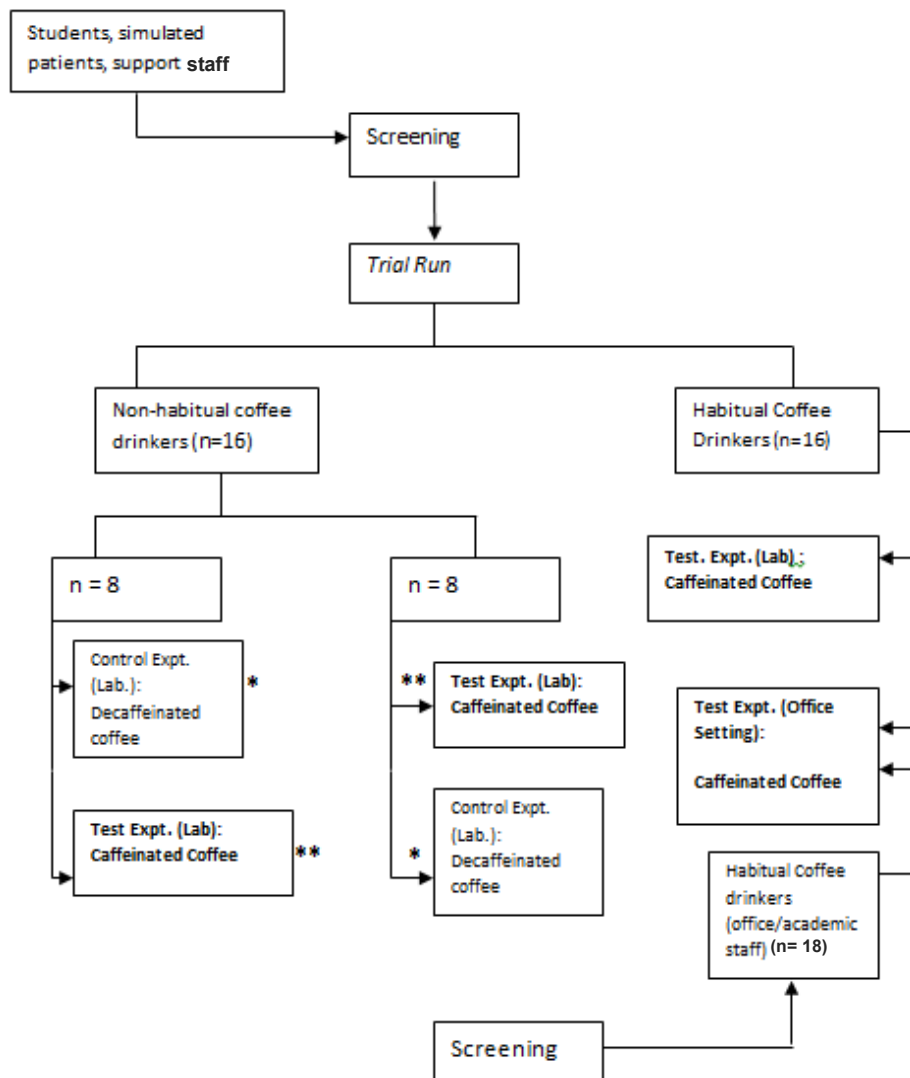 Students, simulated
patients, support staff
Screening
Trial Run
Non-habitual coffee
drinkers (n=16)
Habitual Coffee
Drinkers (n=16)
n = 8
n = 8
Test. Expt. (Lab).:
Caffeinated Coffee
Control Expt.
(Lab.):
Decaffeinated
coffee
*
**
Test Expt. (Lab):
Caffeinated Coffee
Test Expt. (Office
Setting):
Caffeinated Coffee
Test Expt. (Lab):
Caffeinated Coffee
**
*
Control Expt.
(Lab.):
Decaffeinated
coffee
Habitual Coffee
drinkers
(office/academic
staff) (n= 18)
Screening